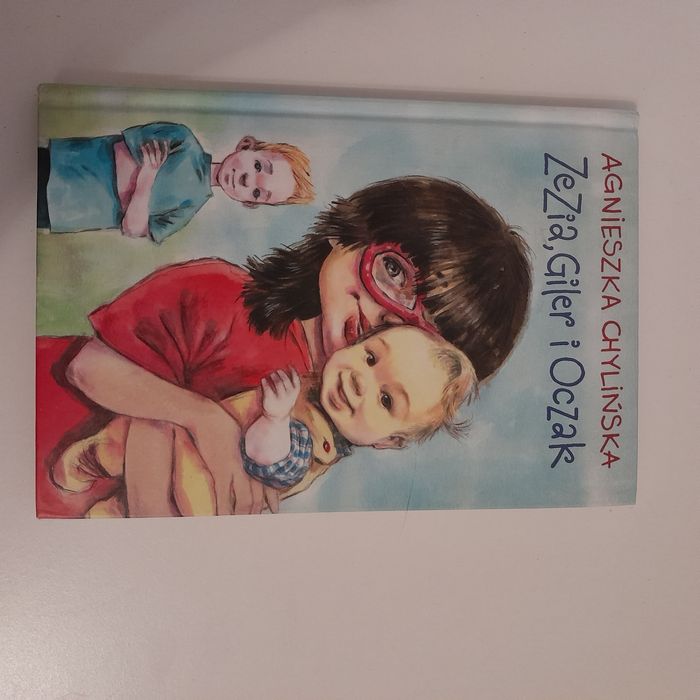 AGNiESZKA CHYLiŃSKA
ZeZia, GiLer i Oczak